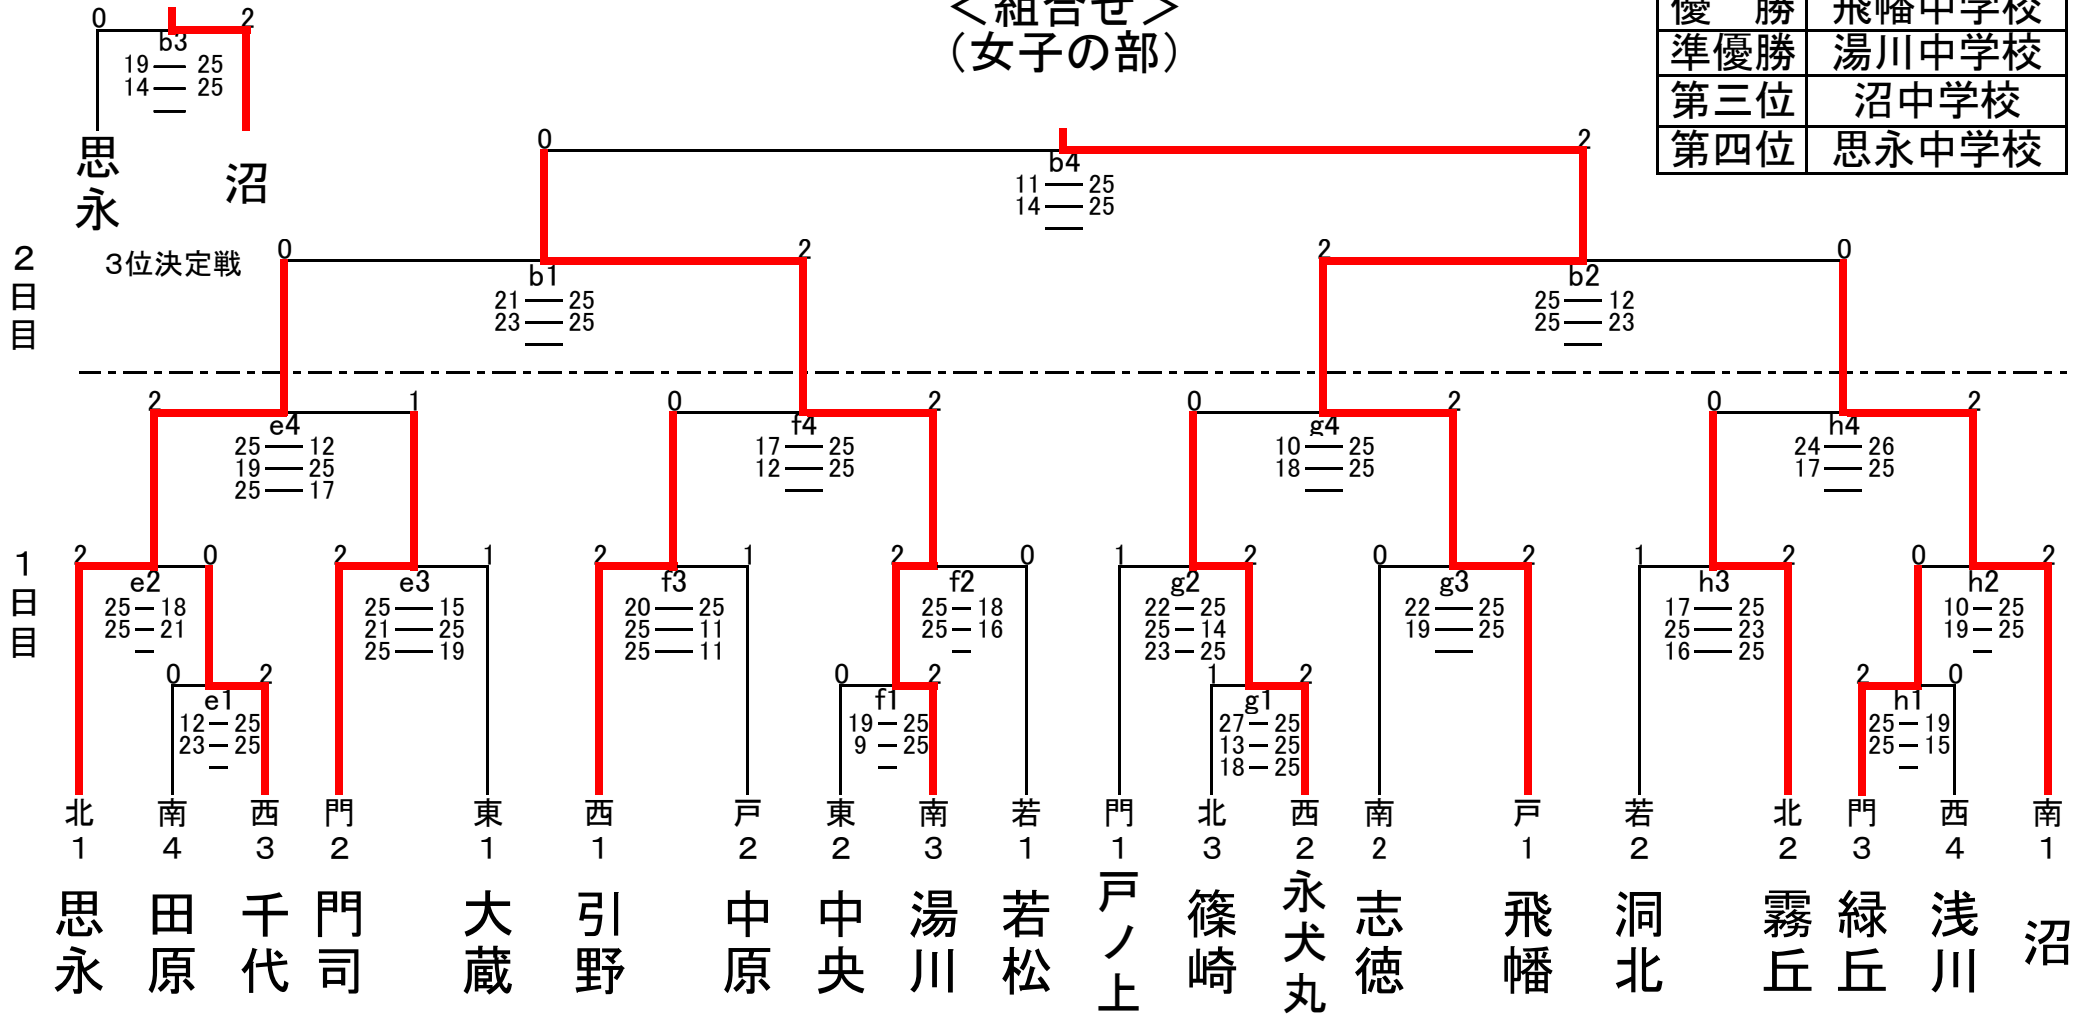 ＜組合せ＞
（女子の部）
優　勝 飛幡中学校
準優勝 湯川中学校
第三位 沼中学校
第四位 思永中学校
0 2
b3
19 25
14 25
思永 沼
３位決定戦
0 2
b4
11 25
14 25
２日目
0 2
b1
21 25
23 25
2 0
b2
25 12
25 23
2 1
e4
25 12
19 25
25 17
0 2
f4
17 25
12 25
0 2
g4
10 25
18 25
0 2
h4
24 26
17 25
１日目
2 0
e2
25 18
25 21
2 1
e3
25 15
21 25
25 19
2 1
f3
20 25
25 11
25 11
2 0
f2
25 18
25 16
1 2
g2
22 25
25 14
23 25
0 2
g3
22 25
19 25
1 2
h3
17 25
25 23
16 25
0 2
h2
10 25
19 25
0 2
e1
12 25
23 25
0 2
f1
19 25
9 25
1 2
g1
27 25
13 25
18 25
2 0
h1
25 19
25 15
北１ 南４ 西３ 門２ 東１ 西１ 戸２ 東２ 南３ 若１ 門１ 北３ 西２ 南２ 戸１ 若２ 北２ 門３ 西４ 南１
思永 田原 千代 門司 大蔵 引野 中原 中央 湯川 若松 戸ノ上 篠崎 永犬丸 志徳 飛幡 洞北 霧丘 緑丘 浅川 沼